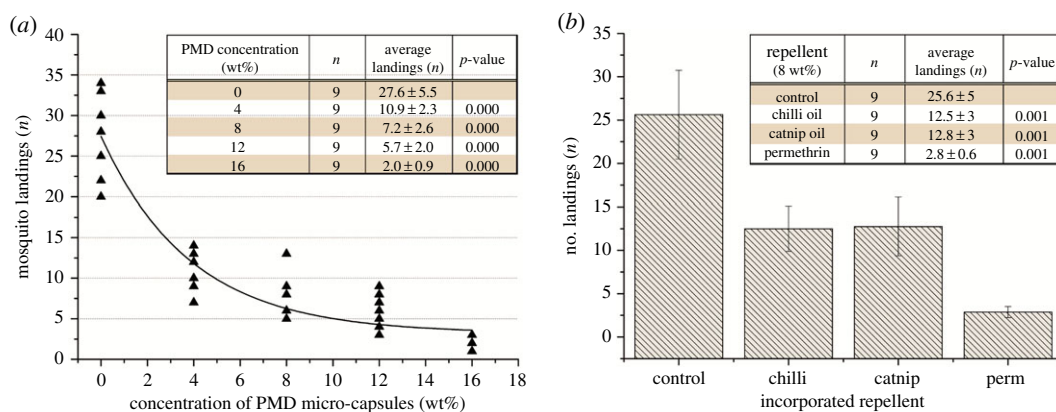 (a)
40
35
30
25
20
15
10
5
0
mosquito landings (n)
PMD concentration (wt%) n average landings (n) p-value
0 9 27.6 ± 5.5
4 9 10.9 ± 2.3 0.000
8 9 7.2 ± 2.6 0.000
12 9 5.7 ± 2.0 0.000
16 9 2.0 ± 0.9 0.000
0 2 4 6 8 10 12 14 16 18
concentration of PMD micro-capsules (wt%)
(b)
30
25
20
15
10
5
0
no. landings (n)
repellent (8 wt%) n average landings (n) p-value
control 9 25.6 ± 5
chilli oil 9 12.5 ± 3 0.001
catnip oil 9 12.8 ± 3 0.001
permethrin 9 2.8 ± 0.6 0.001
control chilli catnip perm
incorporated repellent